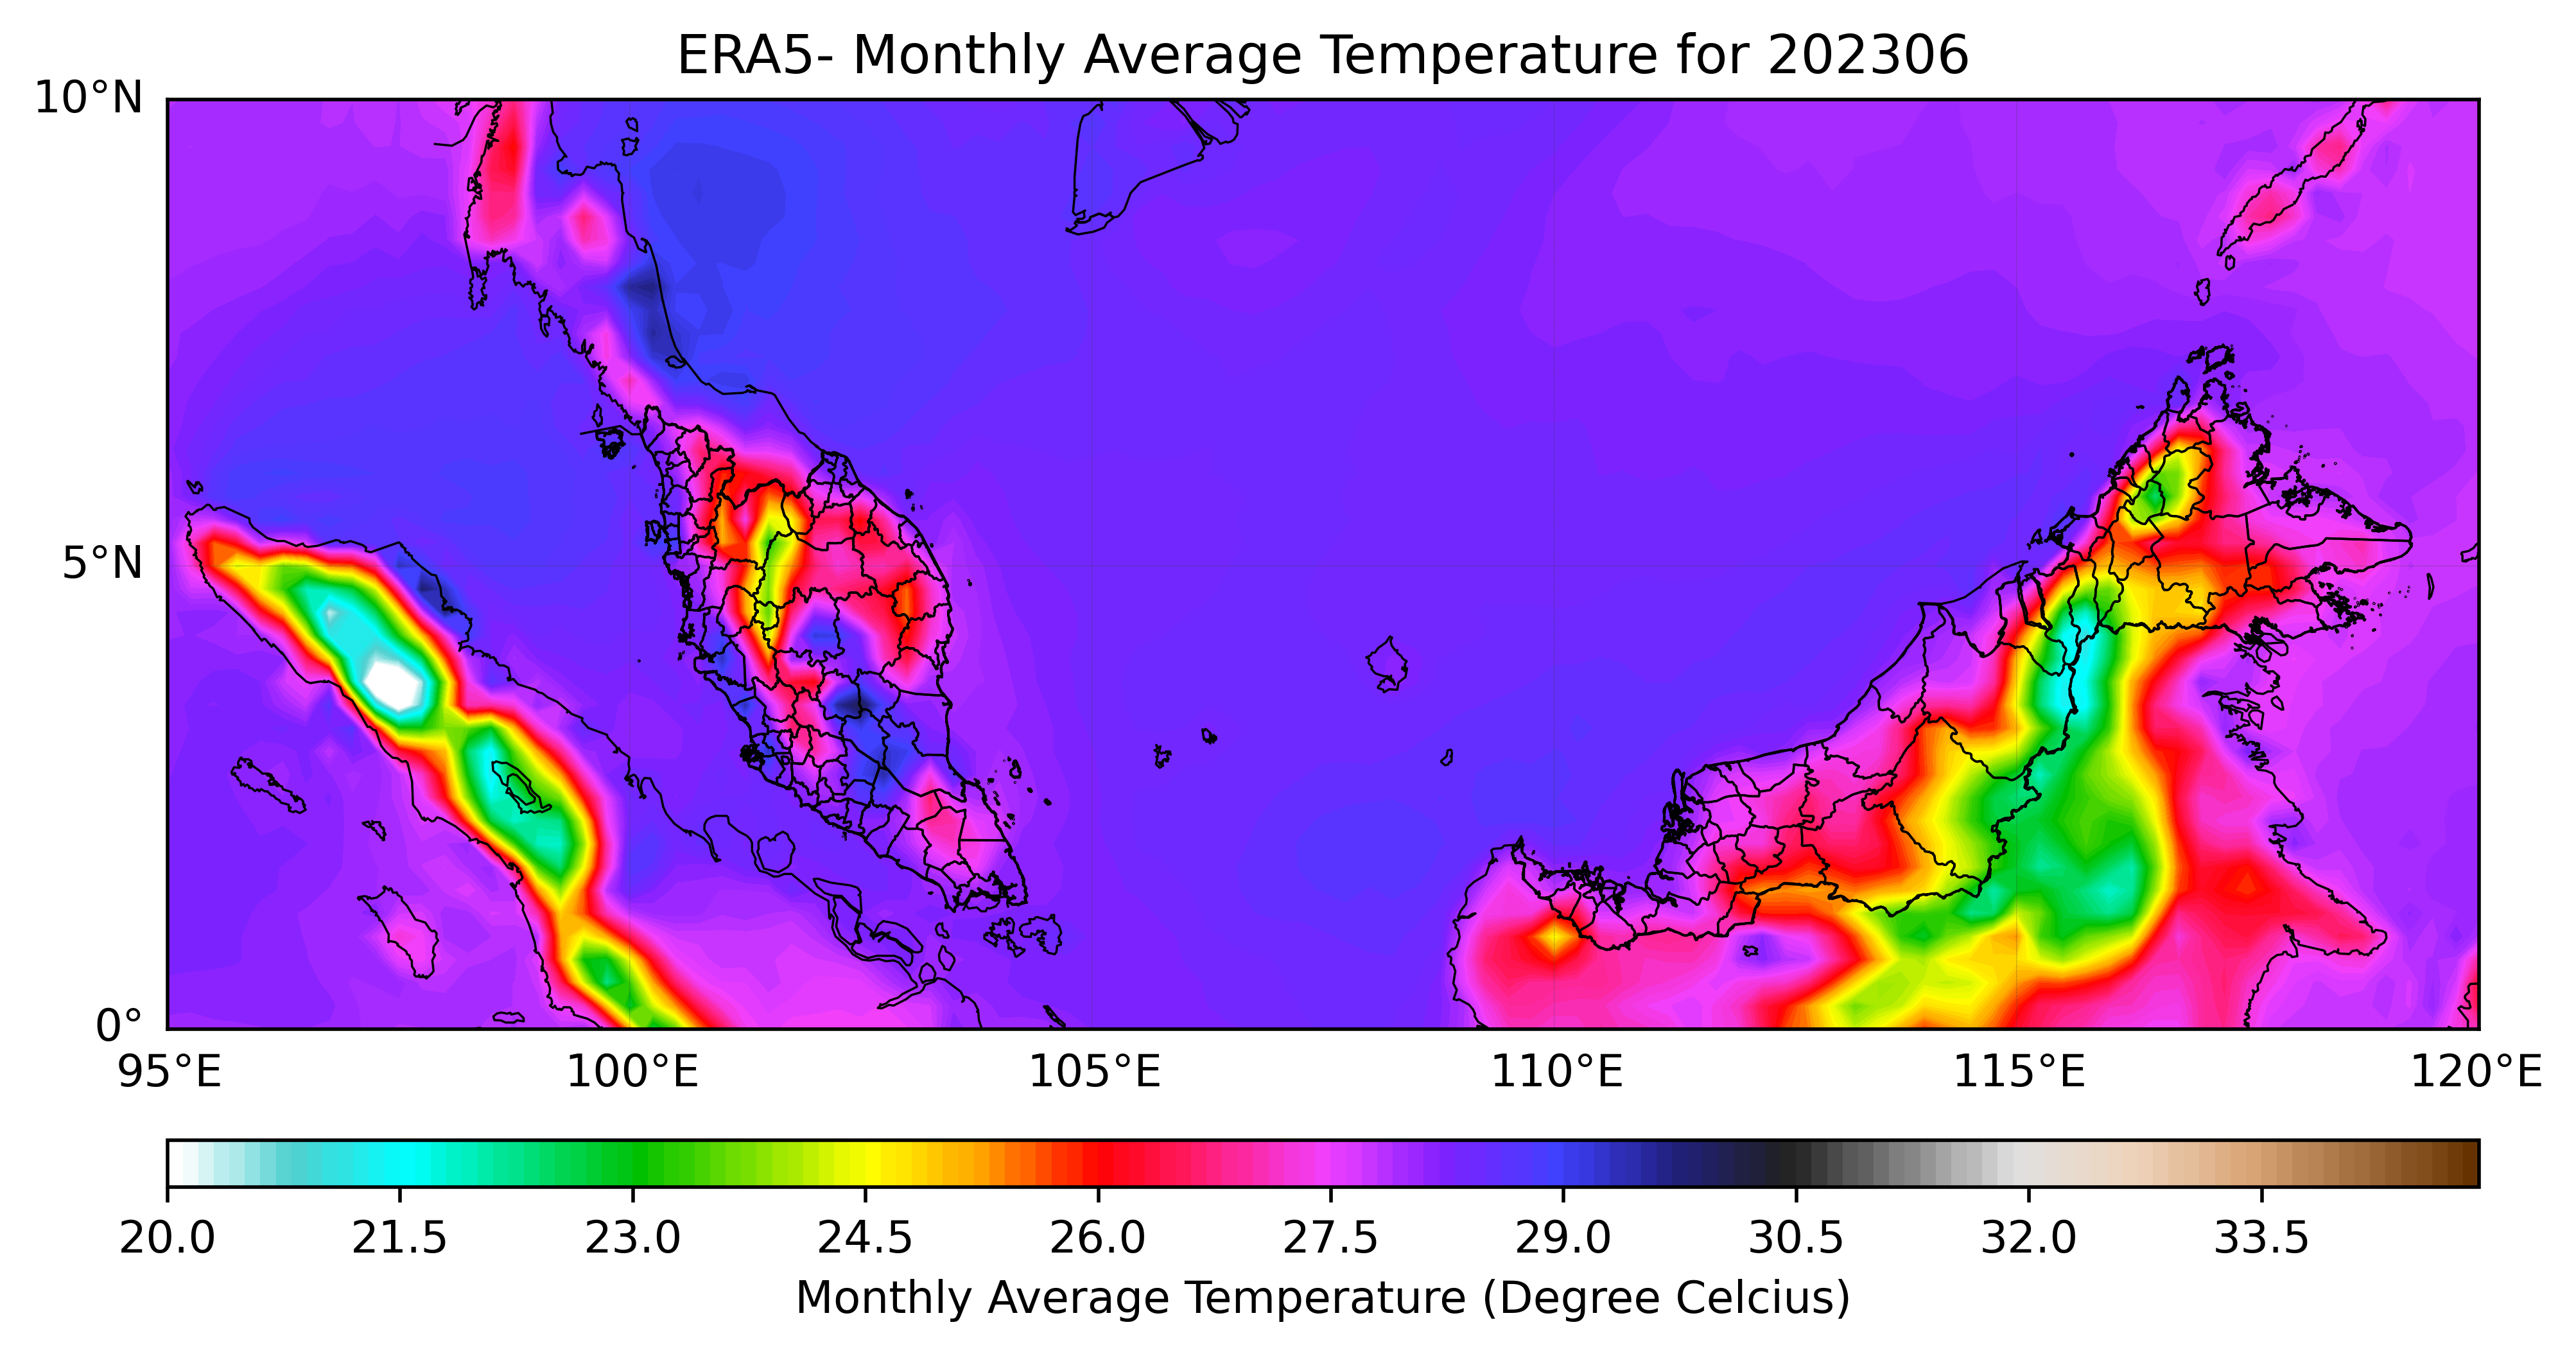 ERA5- Monthly Average Temperature for 202306
10°N
5°N
0°
95°E 100°E 105°E 110°E 115°E 120°E
20.0 21.5 23.0 24.5 26.0 27.5 29.0 30.5 32.0 33.5
Monthly Average Temperature (Degree Celcius)